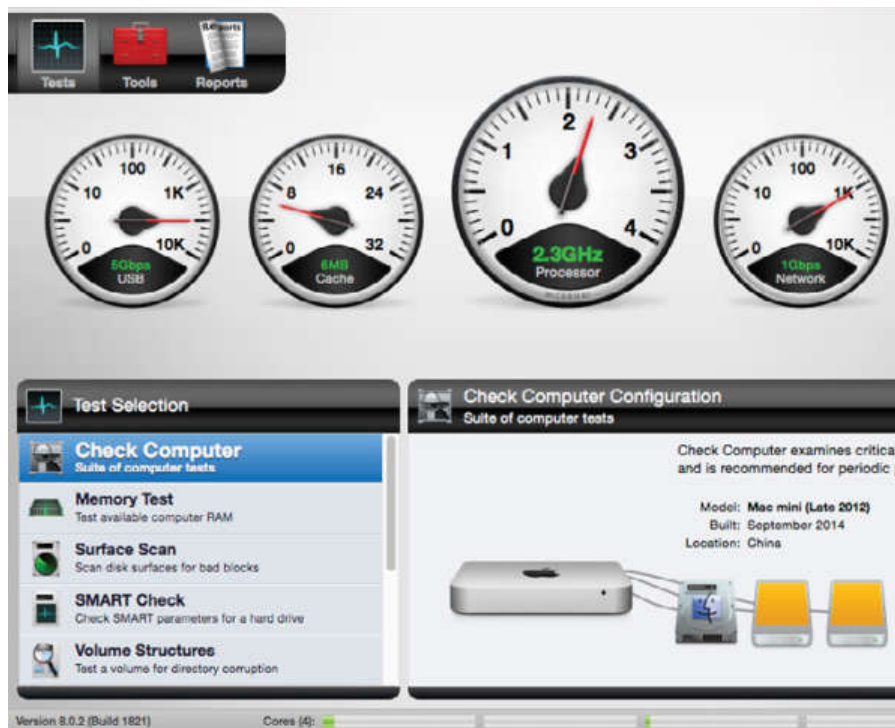 Reports
Tests
Tools
Reports
100
10
1K
0
10K
5Gbps
USB
16
8
24
0
32
6MB
Cache
2
1
3
0
4
2.3GHz
Processor
MICROMAT
100
10
1K
0
10K
1Gbps
Network
Test Selection
Check Computer
Suite of computer tests
Memory Test
Test available computer RAM
Surface Scan
Scan disk surfaces for bad blocks
SMART Check
Check SMART parameters for a hard drive
Volume Structures
Test a volume for directory corruption
Check Computer Configuration
Suite of computer tests
Check Computer examines critica
and is recommended for periodic
Model: Mac mini (Late 2012)
Built: September 2014
Location: China
Version 8.0.2 (Build 1821)
Cores (4):